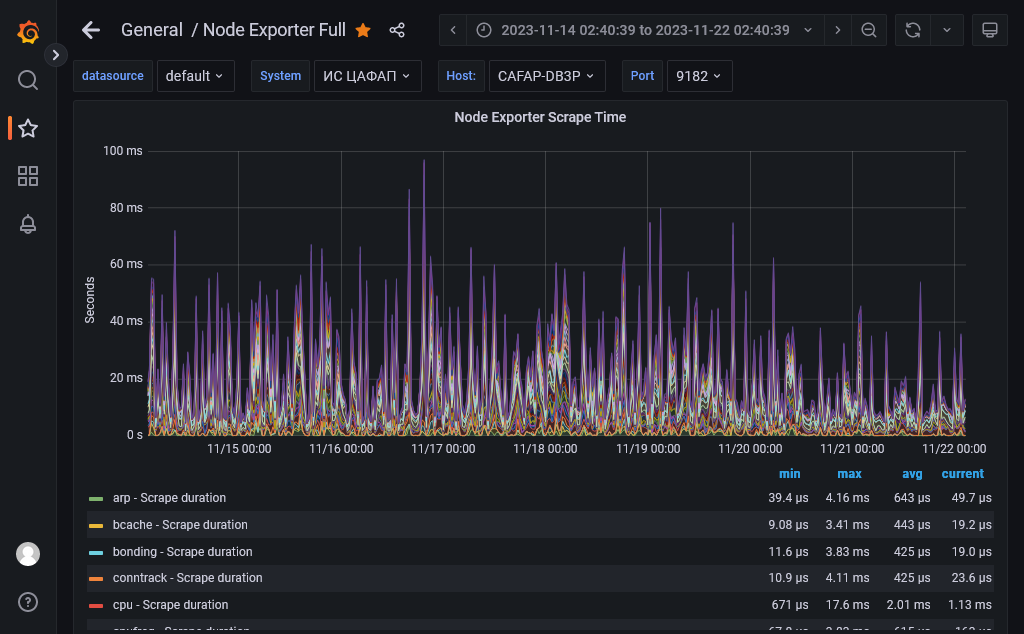 General / Node Exporter Full
2023-11-14 02:40:39 to 2023-11-22 02:40:39
datasource default System ИС ЦАФАП Host: CAFAP-DB3P Port 9182
Node Exporter Scrape Time
100 ms
80 ms
60 ms
40 ms
20 ms
0 s
Seconds
11/15 00:00 11/16 00:00 11/17 00:00 11/18 00:00 11/19 00:00 11/20 00:00 11/21 00:00 11/22 00:00
min max avg current
arp - Scrape duration 39.4 µs 4.16 ms 643 µs 49.7 µs
bcache - Scrape duration 9.08 µs 3.41 ms 443 µs 19.2 µs
bonding - Scrape duration 11.6 µs 3.83 ms 425 µs 19.0 µs
conntrack - Scrape duration 10.9 µs 4.11 ms 425 µs 23.6 µs
cpu - Scrape duration 671 µs 17.6 ms 2.01 ms 1.13 ms